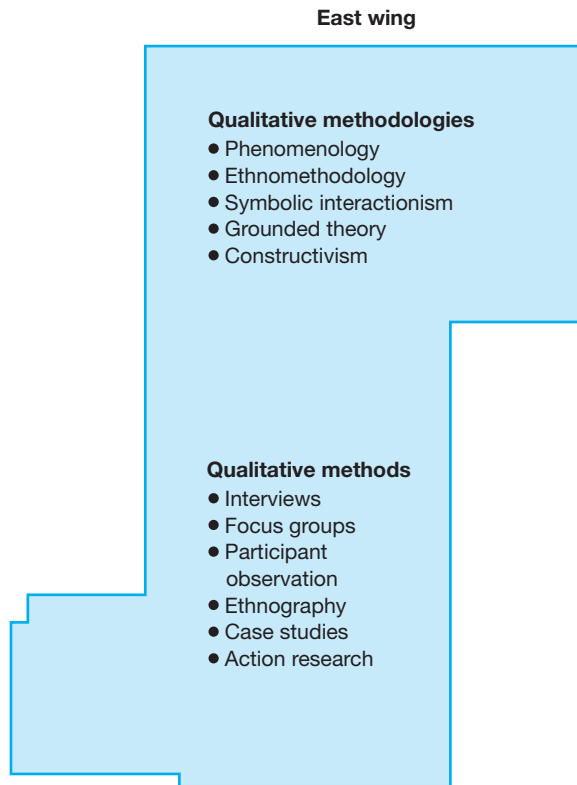 East wing
Qualitative methodologies
● Phenomenology
● Ethnomethodology
● Symbolic interactionism
● Grounded theory
● Constructivism
Qualitative methods
● Interviews
● Focus groups
● Participant
observation
● Ethnography
● Case studies
● Action research